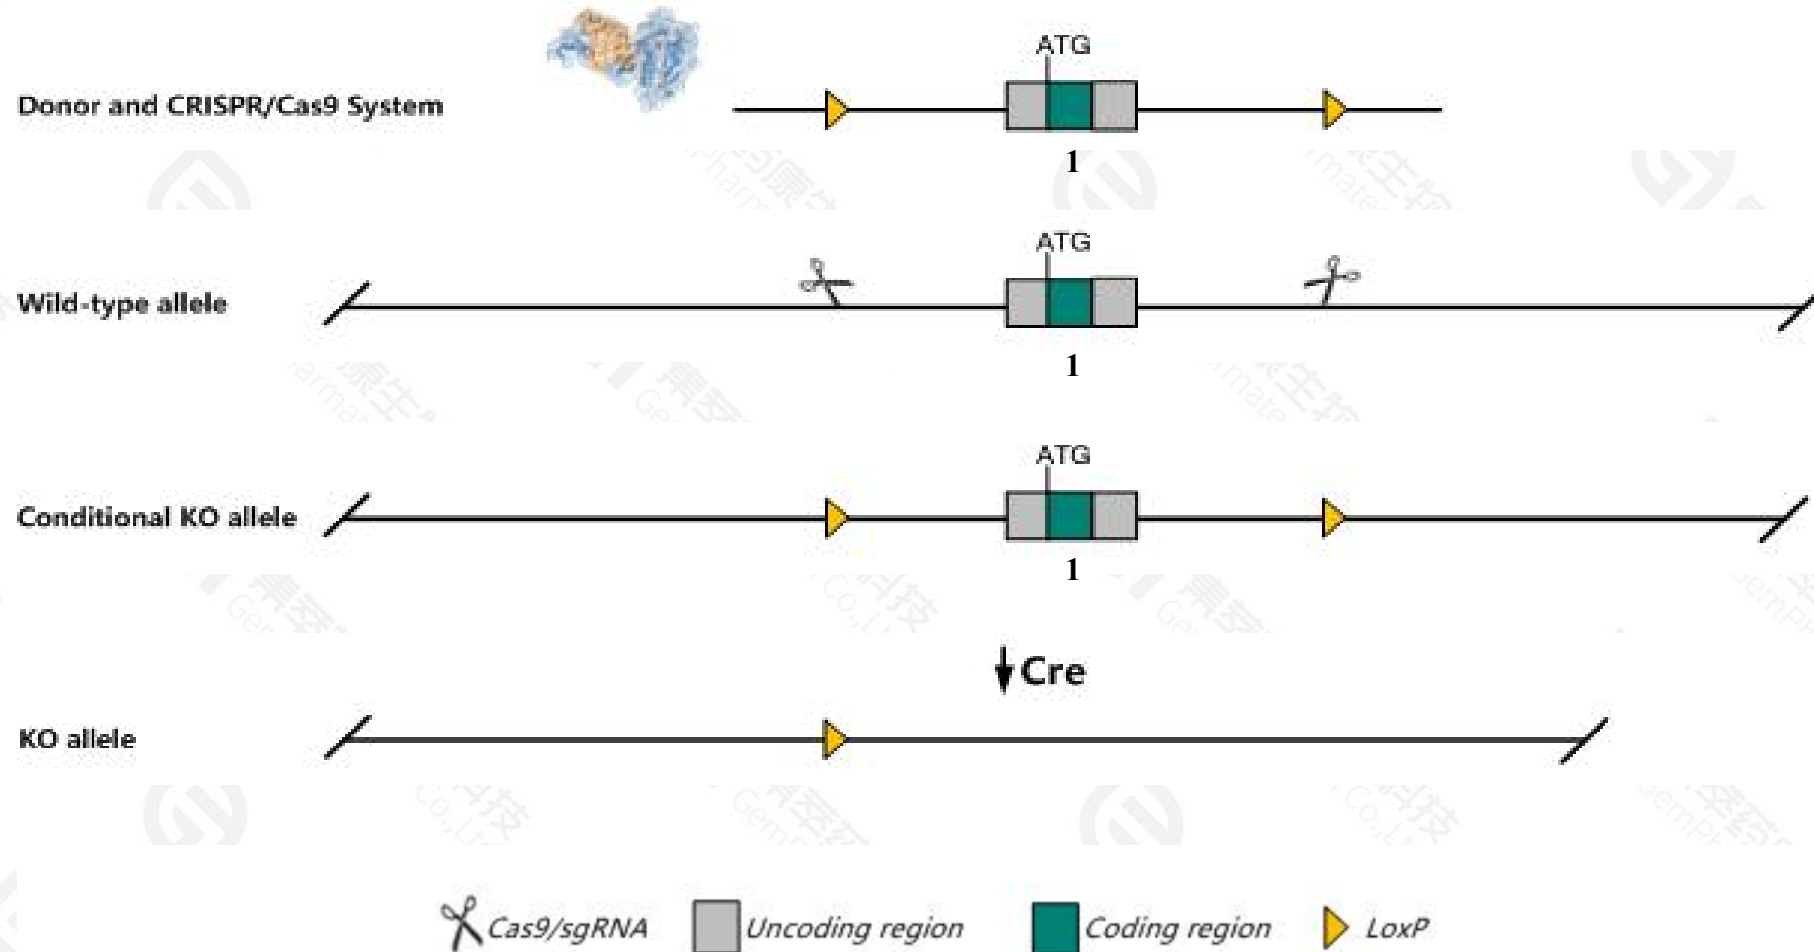 ATG
Donor and CRISPR/Cas9 System
1
ATG
Wild-type allele
1
ATG
Conditional KO allele
1
Cre
KO allele
Cas9/sgRNA Uncoding region Coding region LoxP